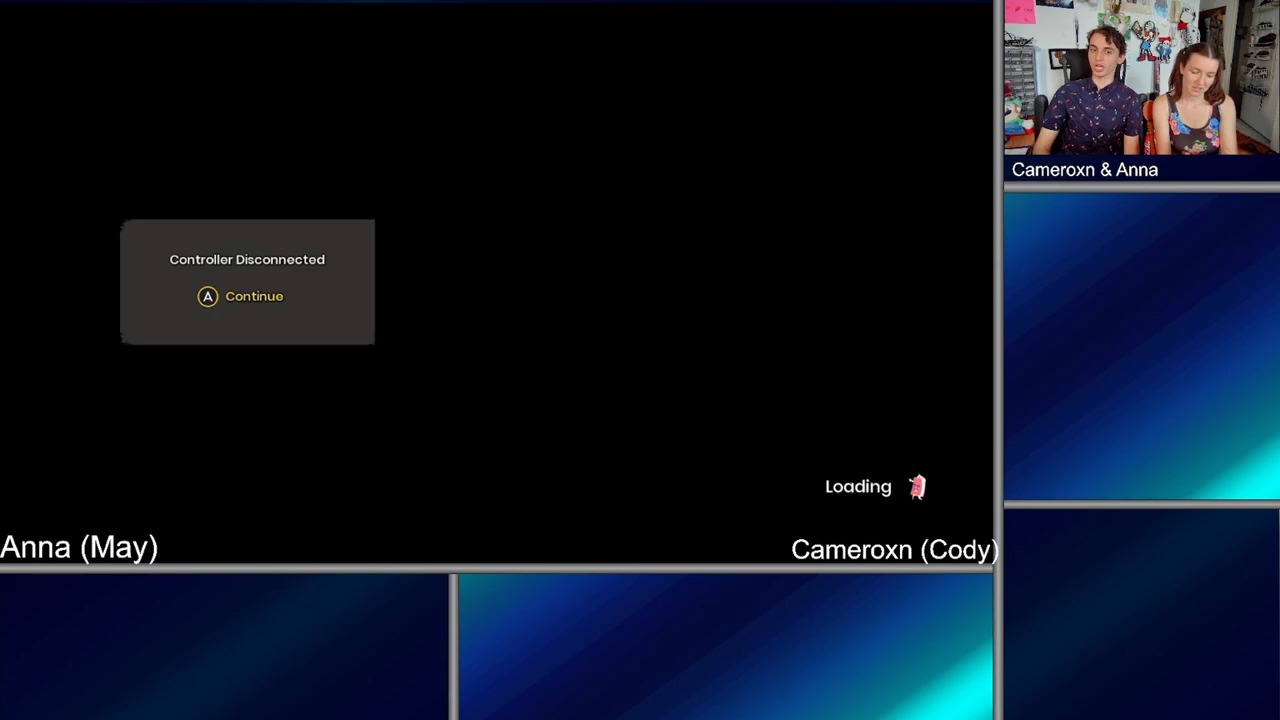 Cameroxn & Anna
Controller Disconnected
A Continue
Loading
Anna (May)
Cameroxn (Cody)